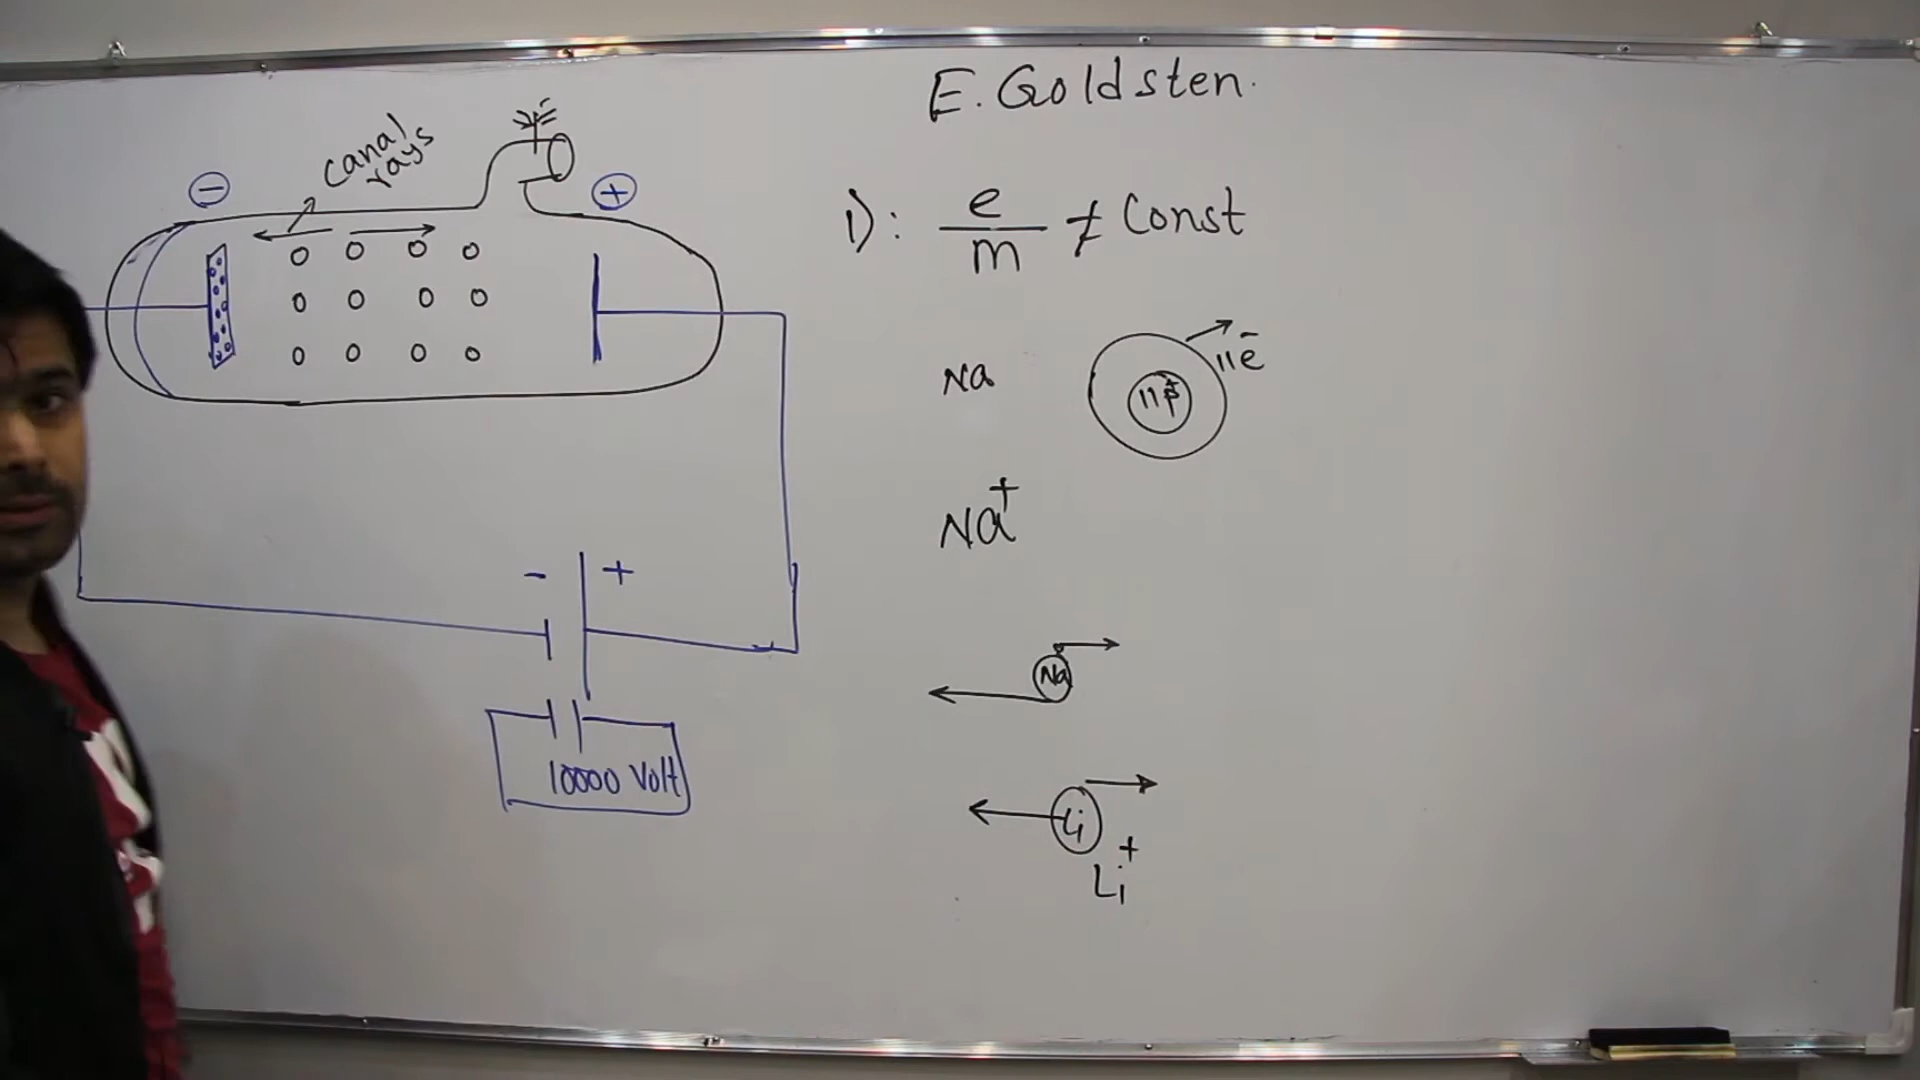 E. Goldsten.
canal
rays
−
+
1): e/m ≠ Const
Na
11p+
11e−
Na+
− +
Na
10000 Volt
Li
Li+